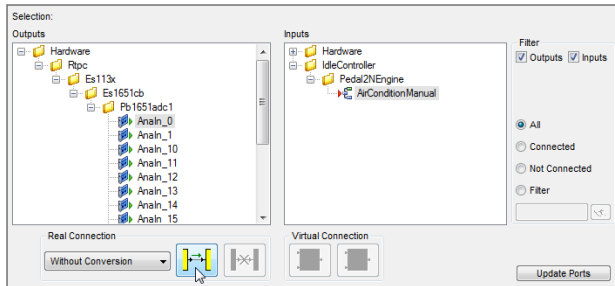 Selection:
Outputs
Hardware
Rtpc
Es113x
Es1651cb
Pb1651adc1
AnaIn_0
AnaIn_1
AnaIn_10
AnaIn_11
AnaIn_12
AnaIn_13
AnaIn_14
AnaIn_15
Inputs
Hardware
IdleController
Pedal2NEngine
AirConditionManual
Filter
Outputs Inputs
All
Connected
Not Connected
Filter
Real Connection
Without Conversion
Virtual Connection
Update Ports